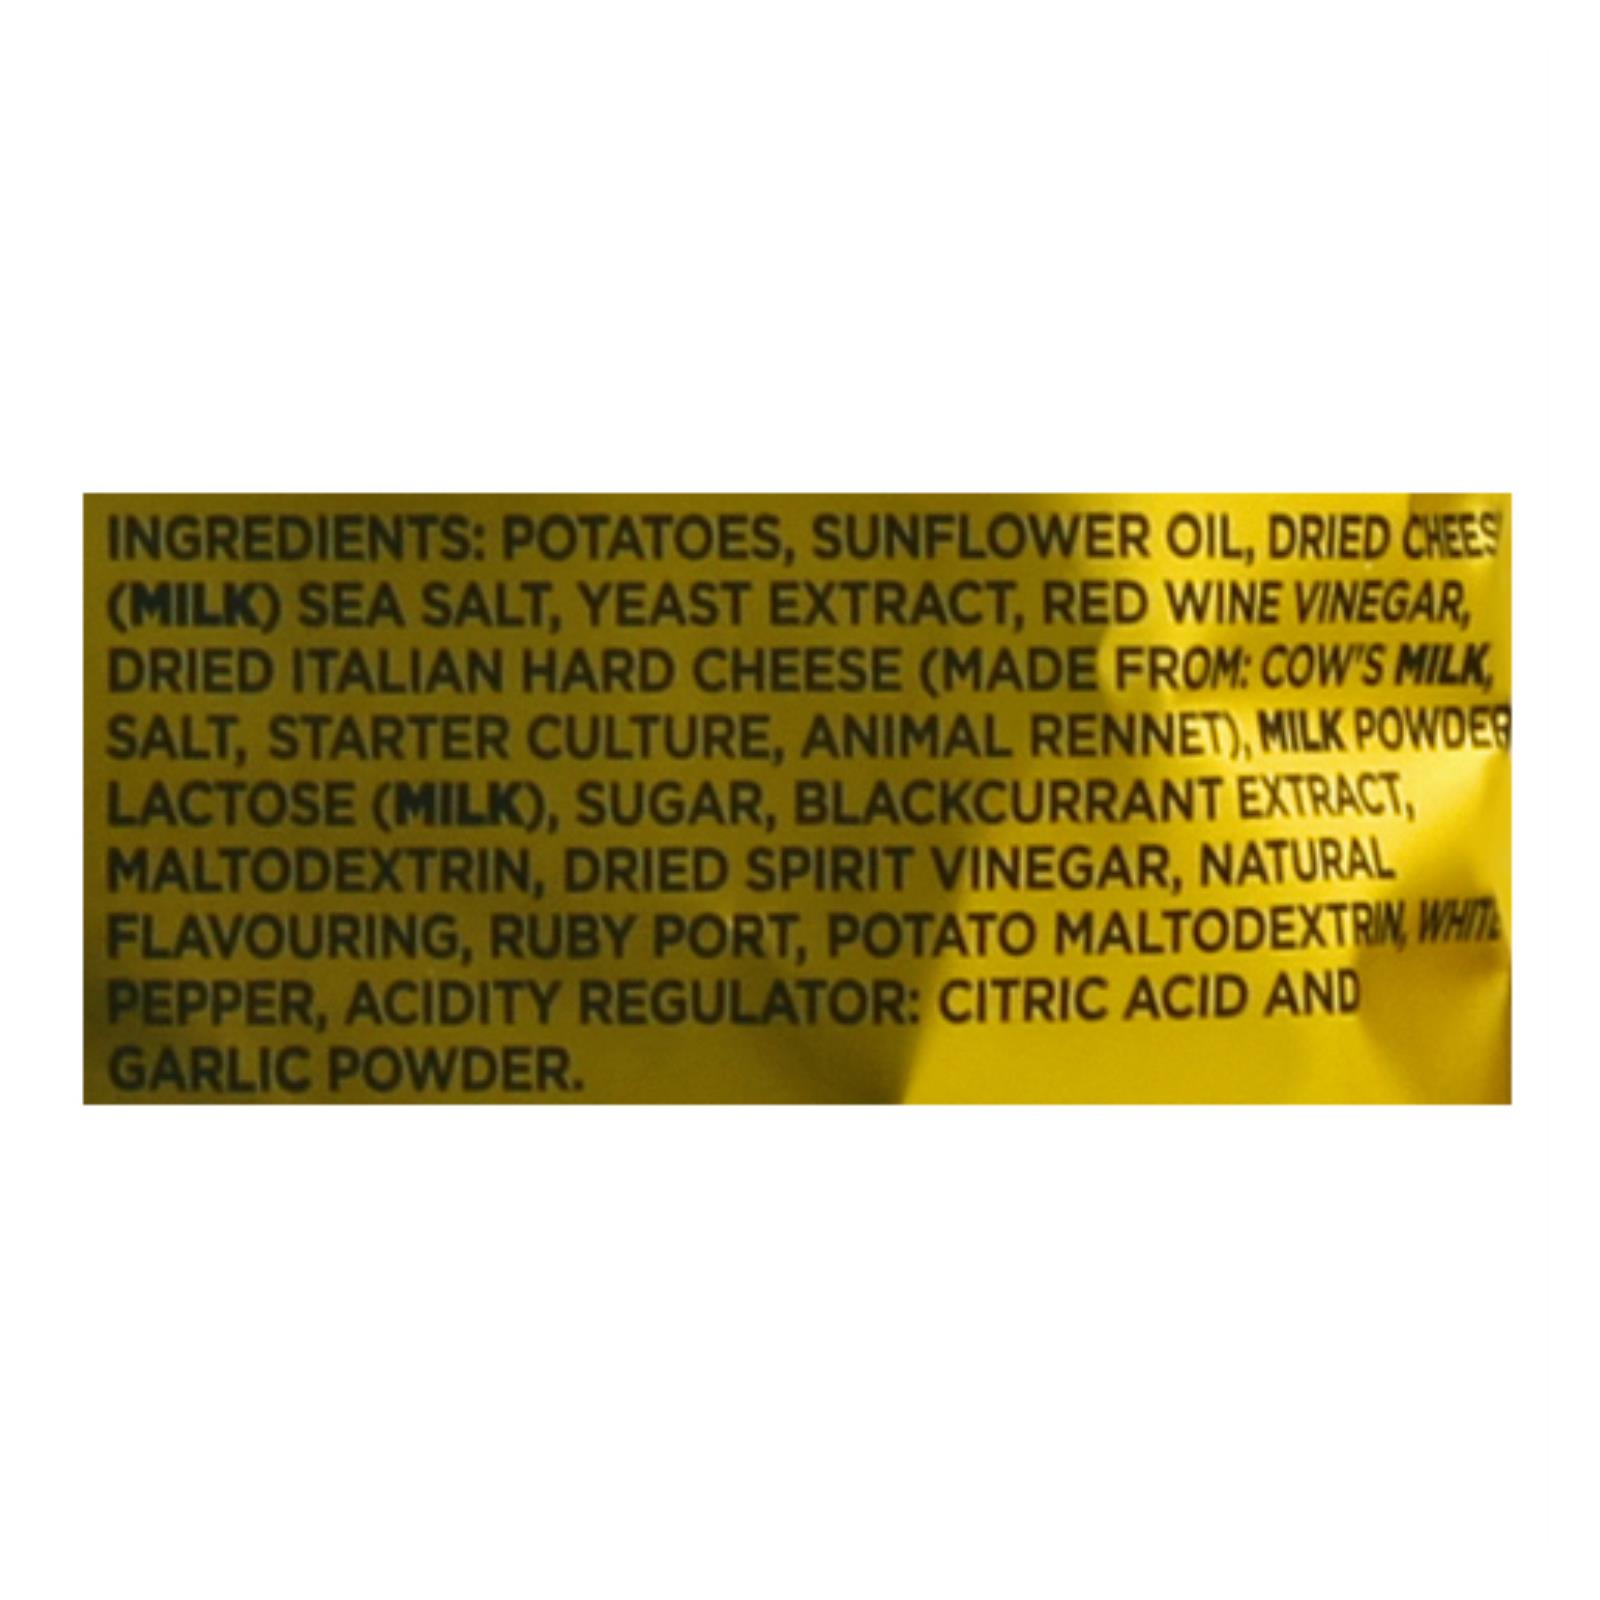 INGREDIENTS: POTATOES, SUNFLOWER OIL, DRIED CHEES
(MILK) SEA SALT, YEAST EXTRACT, RED WINE VINEGAR,
DRIED ITALIAN HARD CHEESE (MADE FROM: COW'S MILK,
SALT, STARTER CULTURE, ANIMAL RENNET), MILK POWDER
LACTOSE (MILK), SUGAR, BLACKCURRANT EXTRACT,
MALTODEXTRIN, DRIED SPIRIT VINEGAR, NATURAL
FLAVOURING, RUBY PORT, POTATO MALTODEXTRIN, WHITE
PEPPER, ACIDITY REGULATOR: CITRIC ACID AND
GARLIC POWDER.